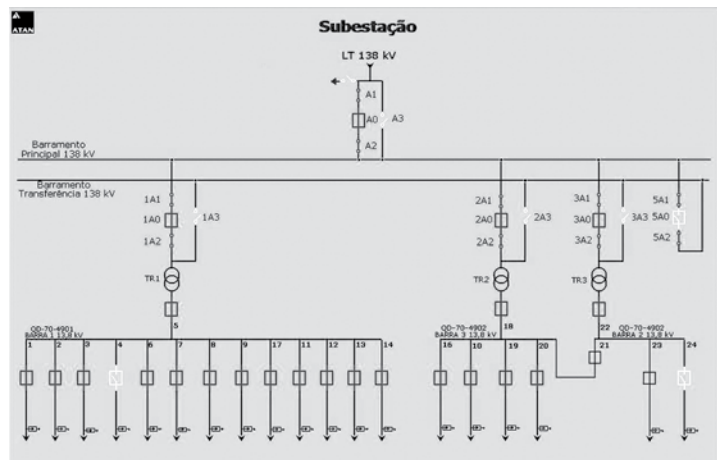 ATAN
Subestação
LT 138 kV
A1
A0 A3
A2
Barramento
Principal 138 kV
Barramento
Transferência 138 kV
1A1
1A0 1A3
1A2
2A1
2A0 2A3
2A2
3A1
3A0 3A3
3A2
5A1
5A0
5A2
TR1
TR2
TR3
5
18
22
QD-70-4901
BARRA 1 13,8 kV
QD-70-4902
BARRA 3 13,8 kV
QD-70-4902
BARRA 2 13,8 kV
1 2 3 4 6 7 8 9 17 11 12 13 14
10 19 20
21 23 24